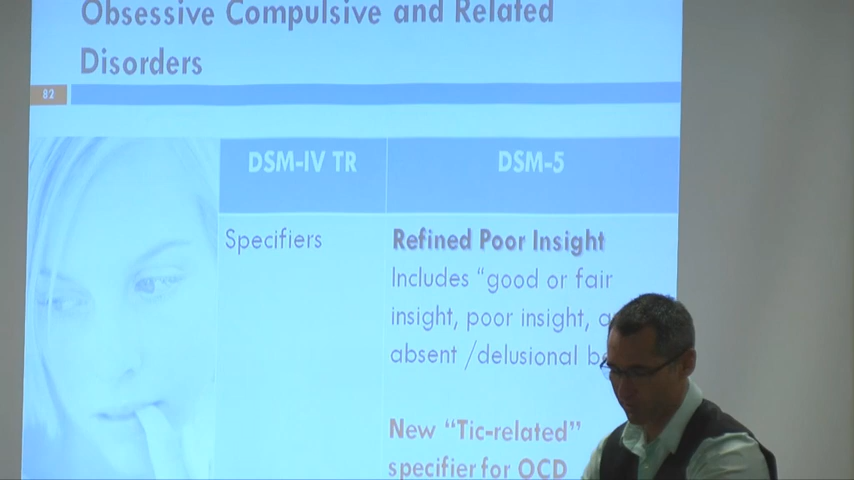 Obsessive Compulsive and Related
Disorders
82
DSM-IV TR
DSM-5
Specifiers
Refined Poor Insight
Includes “good or fair
insight, poor insight,
absent /delusional
New “Tic-related”
specifier for OCD